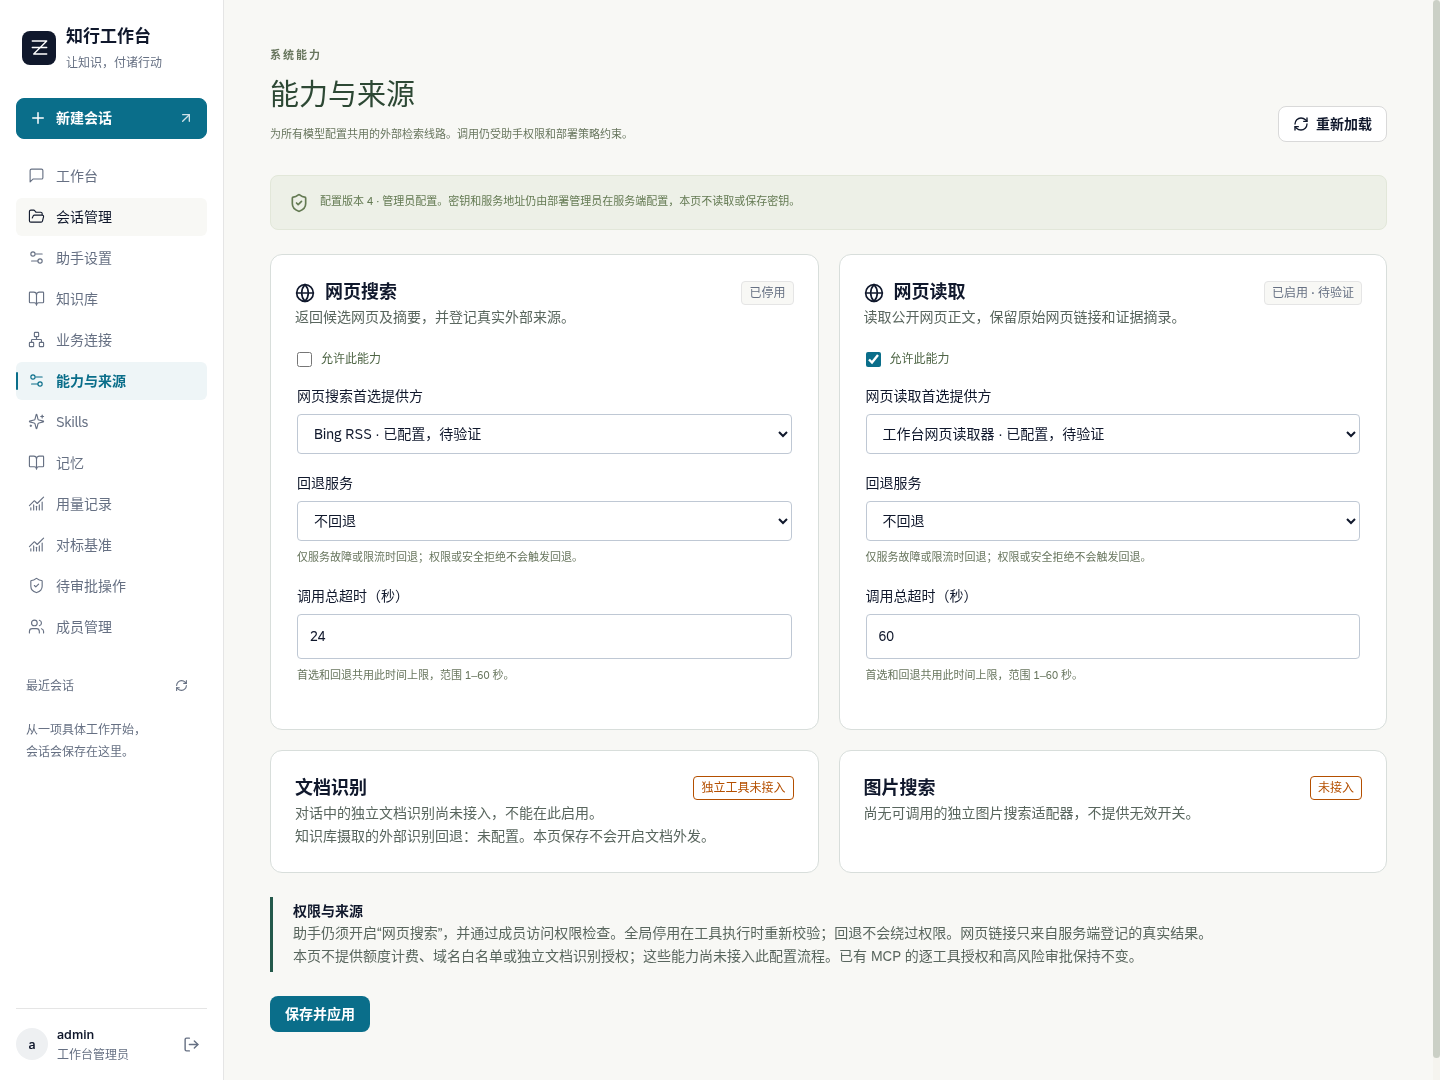 知行工作台
让知识，付诸行动
新建会话
工作台
会话管理
助手设置
知识库
业务连接
能力与来源
Skills
记忆
用量记录
对标基准
待审批操作
成员管理
最近会话
从一项具体工作开始，
会话会保存在这里。
a
admin
工作台管理员
系统能力
能力与来源
为所有模型配置共用的外部检索线路。调用仍受助手权限和部署策略约束。
重新加载
配置版本 4 · 管理员配置。密钥和服务地址仍由部署管理员在服务端配置，本页不读取或保存密钥。
网页搜索
已停用
返回候选网页及摘要，并登记真实外部来源。
允许此能力
网页搜索首选提供方
Bing RSS · 已配置，待验证
回退服务
不回退
仅服务故障或限流时回退；权限或安全拒绝不会触发回退。
调用总超时（秒）
24
首选和回退共用此时间上限，范围 1–60 秒。
网页读取
已启用 · 待验证
读取公开网页正文，保留原始网页链接和证据摘录。
允许此能力
网页读取首选提供方
工作台网页读取器 · 已配置，待验证
回退服务
不回退
仅服务故障或限流时回退；权限或安全拒绝不会触发回退。
调用总超时（秒）
60
首选和回退共用此时间上限，范围 1–60 秒。
文档识别
独立工具未接入
对话中的独立文档识别尚未接入，不能在此启用。
知识库摄取的外部识别回退：未配置。本页保存不会开启文档外发。
图片搜索
未接入
尚无可调用的独立图片搜索适配器，不提供无效开关。
权限与来源
助手仍须开启“网页搜索”，并通过成员访问权限检查。全局停用在工具执行时重新校验；回退不会绕过权限。网页链接只来自服务端登记的真实结果。
本页不提供额度计费、域名白名单或独立文档识别授权；这些能力尚未接入此配置流程。已有 MCP 的逐工具授权和高风险审批保持不变。
保存并应用